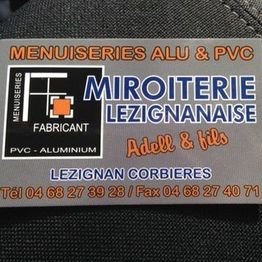 MENUISERIES ALU & PVC
MENUISERIES
FABRICANT
PVC - ALUMINIUM
MIROITERIE
LEZIGNANAISE
Adell & fils
LEZIGNAN CORBIERES
Tél 04 68 27 39 28 / Fax 04 68 27 40 71